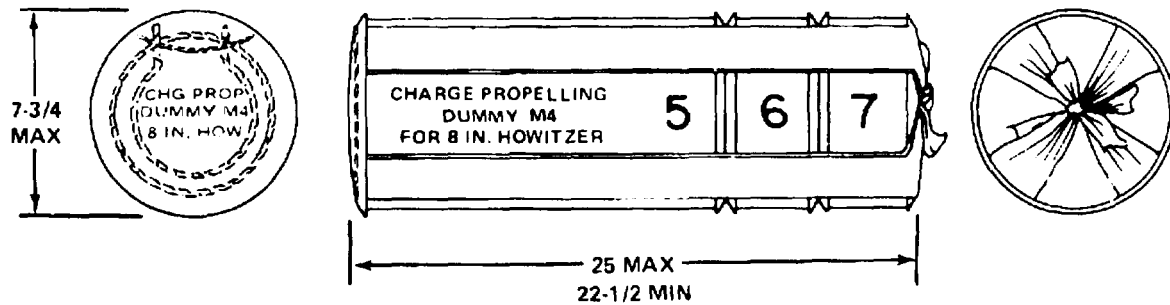 7-3/4
MAX
CHG PROP
DUMMY M4
8 IN. HOW
CHARGE PROPELLING
DUMMY M4
FOR 8 IN. HOWITZER
5 6 7
25 MAX
22-1/2 MIN